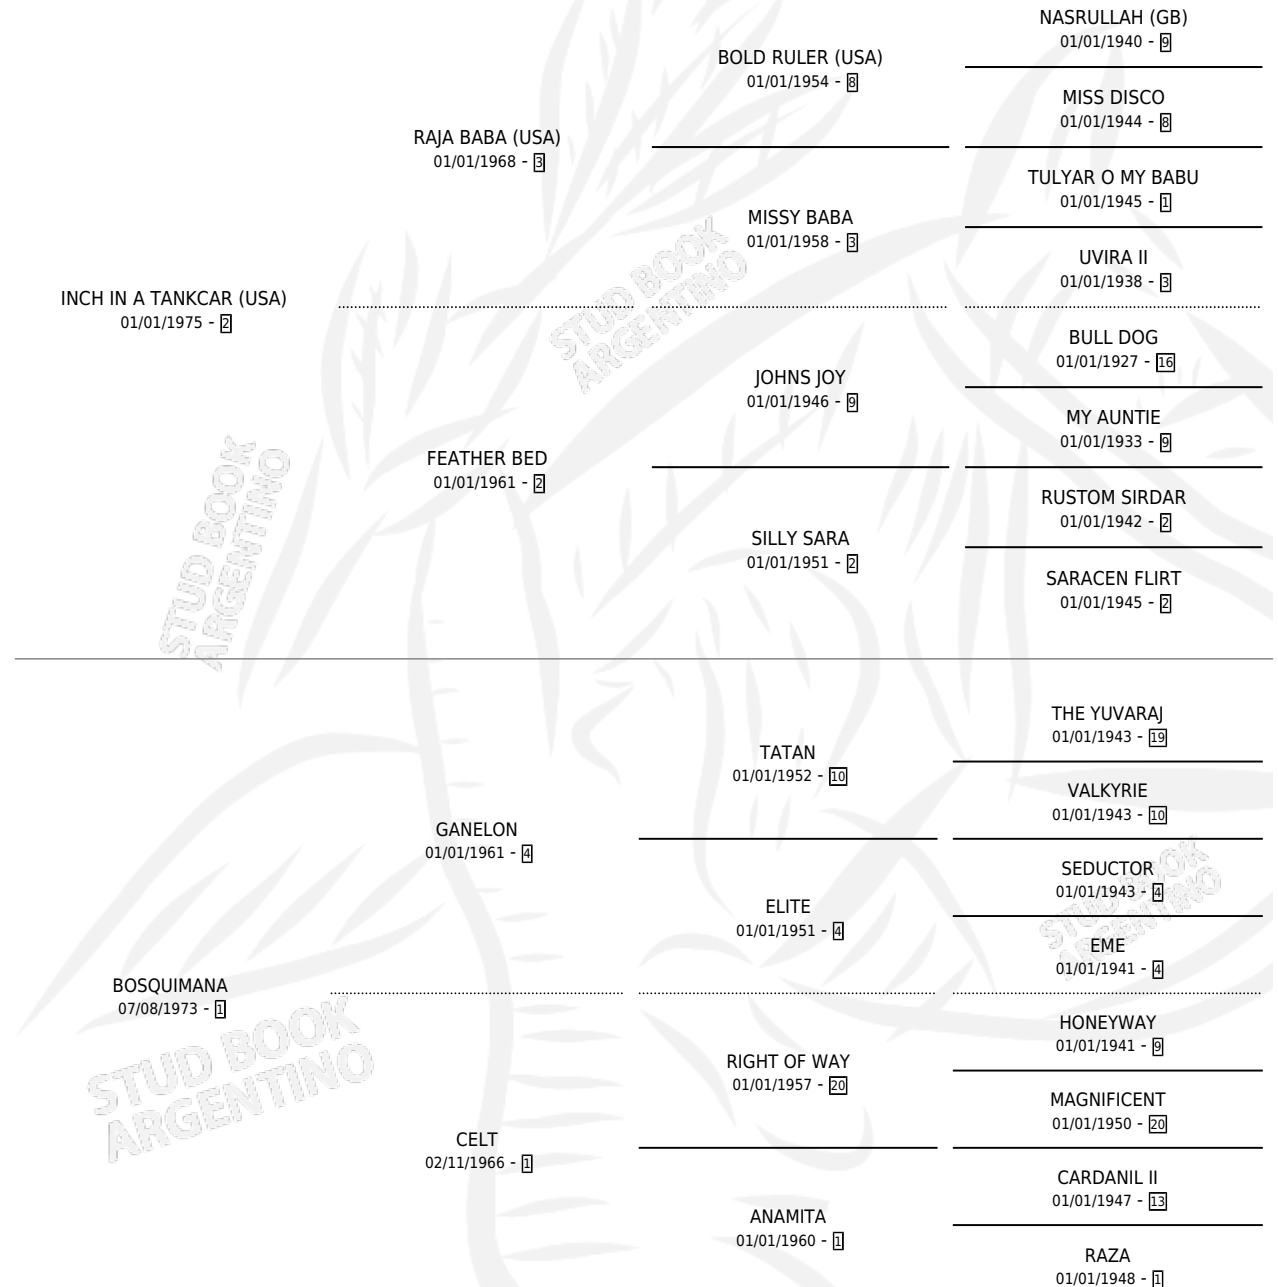 NASRULLAH (GB)
01/01/1940 - 9
BOLD RULER (USA)
01/01/1954 - 8
MISS DISCO
01/01/1944 - 8
RAJA BABA (USA)
01/01/1968 - 3
TULYAR O MY BABU
01/01/1945 - 1
MISSY BABA
01/01/1958 - 3
UVIRA II
01/01/1938 - 3
INCH IN A TANKCAR (USA)
01/01/1975 - 2
BULL DOG
01/01/1927 - 16
JOHNS JOY
01/01/1946 - 9
MY AUNTIE
01/01/1933 - 9
FEATHER BED
01/01/1961 - 2
RUSTOM SIRDAR
01/01/1942 - 2
SILLY SARA
01/01/1951 - 2
SARACEN FLIRT
01/01/1945 - 2
THE YUVARAJ
01/01/1943 - 19
TATAN
01/01/1952 - 10
VALKYRIE
01/01/1943 - 10
GANELON
01/01/1961 - 4
SEDUCTOR
01/01/1943 - 4
ELITE
01/01/1951 - 4
EME
01/01/1941 - 4
BOSQUIMANA
07/08/1973 - 1
HONEYWAY
01/01/1941 - 9
RIGHT OF WAY
01/01/1957 - 20
MAGNIFICENT
01/01/1950 - 20
CELT
02/11/1966 - 1
CARDANIL II
01/01/1947 - 13
ANAMITA
01/01/1960 - 1
RAZA
01/01/1948 - 1
STUD BOOK
ARGENTINO
STUD BOOK
ARGENTINO
STUD BOOK
ARGENTINO
STUD BOOK
ARGENTINO